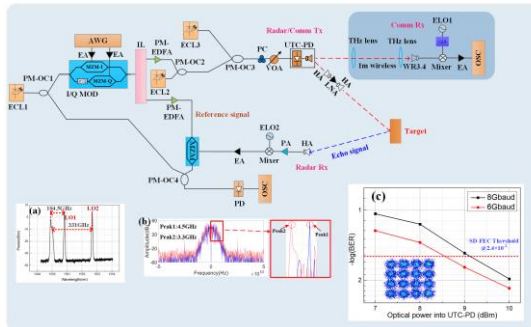 Comm Rx
ECL3
Radar/Comm Tx
ELO1
AWG
IL
PM-EDFA
PC
UTC-PD
THz lens
THz lens
OSC
EA
EA
PM-OC2
PM-OC3
VOA
PM-OC1
MZM-I
MZM-Q
1m wireless
WR3.4
Mixer
EA
HA
LNA
HA
I/Q MOD
ECL2
ECL1
PM-EDFA
Reference signal
ELO2
Target
MZM
EA
Mixer
PA
HA
Echo signal
Radar Rx
PM-OC4
PD
OSC
(a)
LO2
LO1
331GHz
(b)
Peak1:4.5GHz
Peak2:3.5GHz
Peak2
Peak1
Frequency(Hz)
(c)
8Gbaud
6Gbaud
SD-FEC Threshold
1
2
-log(BER)
7
8
9
10
Optical power into UTC-PD (dBm)